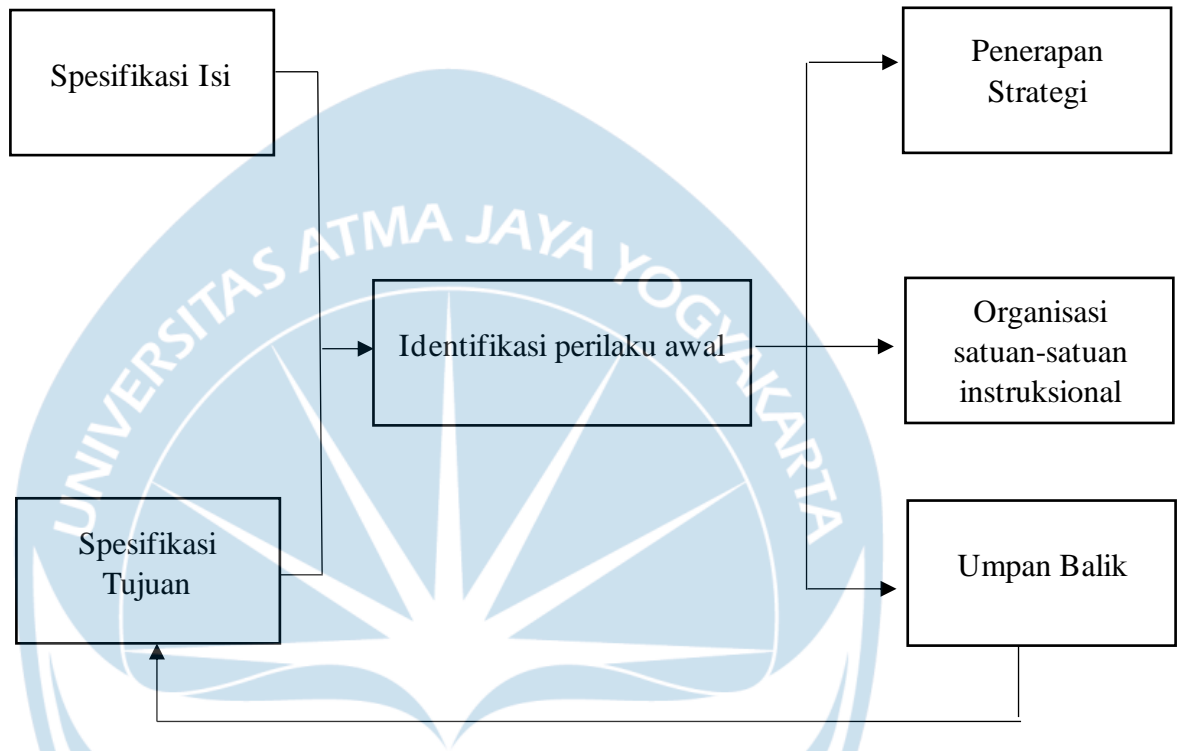 Spesifikasi Isi
Penerapan
Strategi
UNIVERSITAS ATMA JAYA YOGYAKARTA
Identifikasi perilaku awal
Organisasi
satuan-satuan
instruksional
Spesifikasi
Tujuan
Umpan Balik